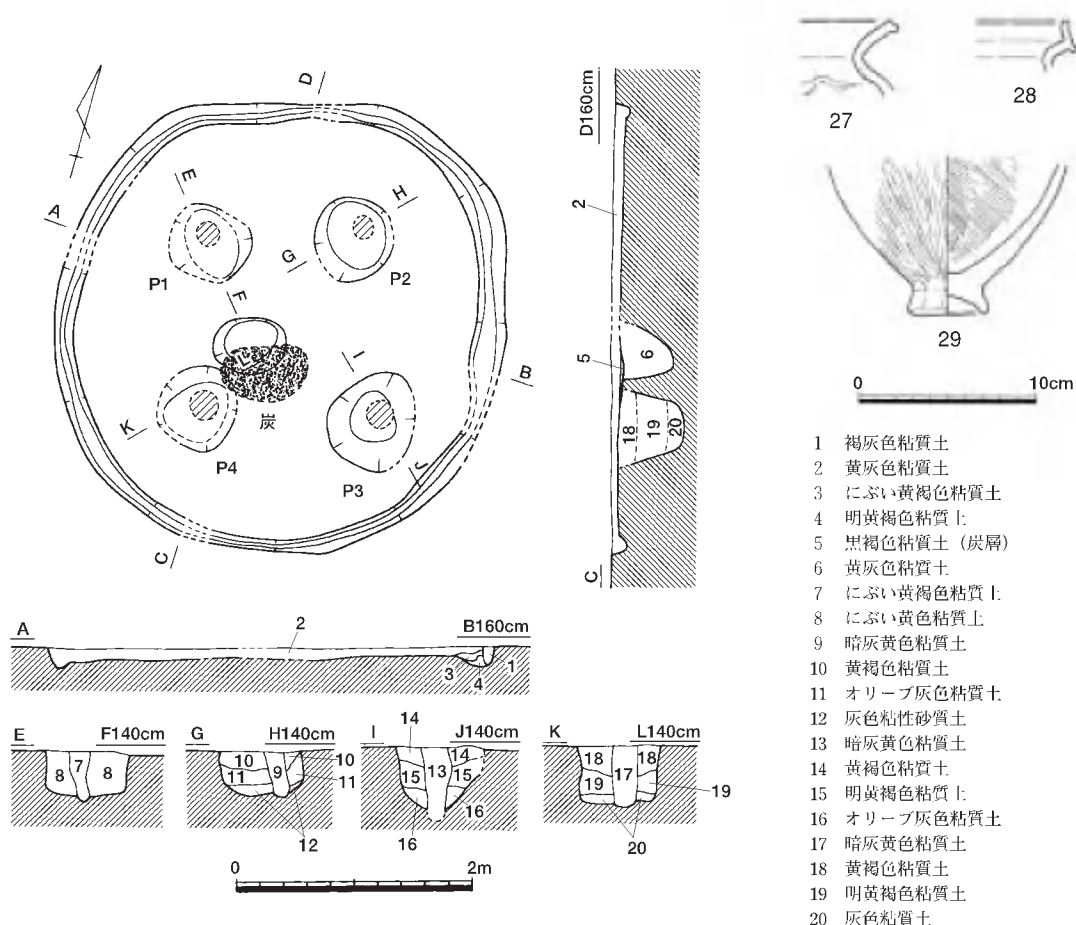 D
A
E
H
G
P1
P2
F
I
B
L
K
炭
P4
J
P3
C
D160cm
2
5
6
18
19
20
C
27
28
29
0 10cm
A
2
B160cm
3
4
1
E
F140cm
8
7
8
G
H140cm
10
9
10
11
11
12
I
14
J140cm
14
15
13
15
16
16
K
L140cm
18
17
18
19
19
20
0 2m
1 褐灰色粘質土
2 黄灰色粘質土
3 にぶい黄褐色粘質土
4 明黄褐色粘質土
5 黒褐色粘質土（炭層）
6 黄灰色粘質土
7 にぶい黄褐色粘質土
8 にぶい黄色粘質土
9 暗灰黄色粘質土
10 黄褐色粘質土
11 オリーブ灰色粘質土
12 灰色粘性砂質土
13 暗灰黄色粘質土
14 黄褐色粘質土
15 明黄褐色粘質土
16 オリーブ灰色粘質土
17 暗灰黄色粘質土
18 黄褐色粘質土
19 明黄褐色粘質土
20 灰色粘質土